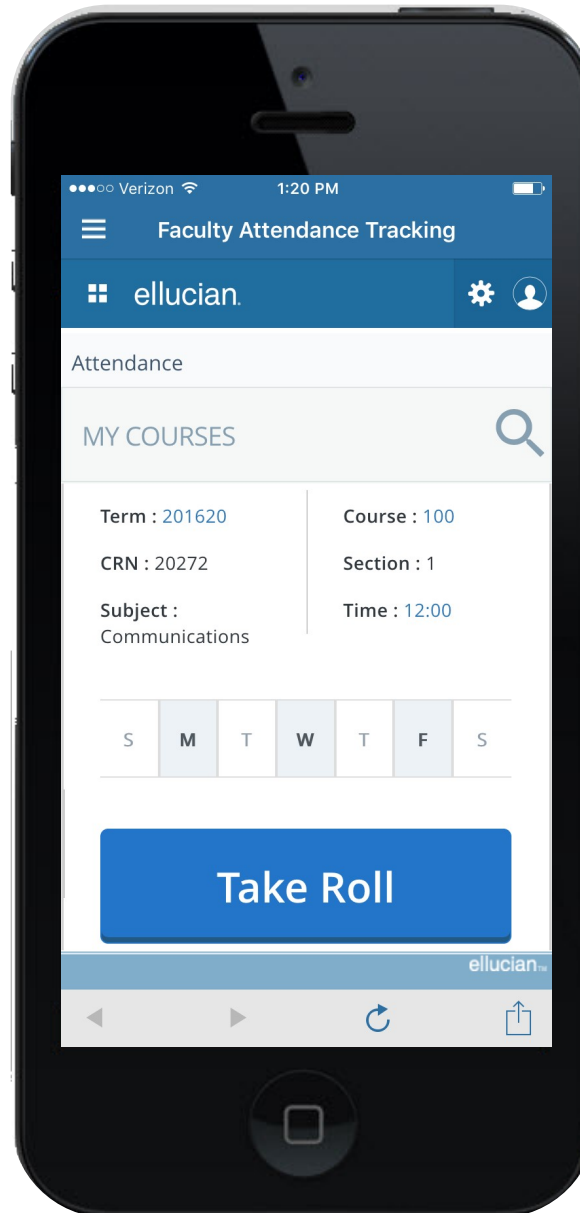 Verizon 1:20 PM
Faculty Attendance Tracking
ellucian.
Attendance
MY COURSES
Term : 201620
Course : 100
CRN : 20272
Section : 1
Subject :
Communications
Time : 12:00
S M T W T F S
Take Roll
ellucian™